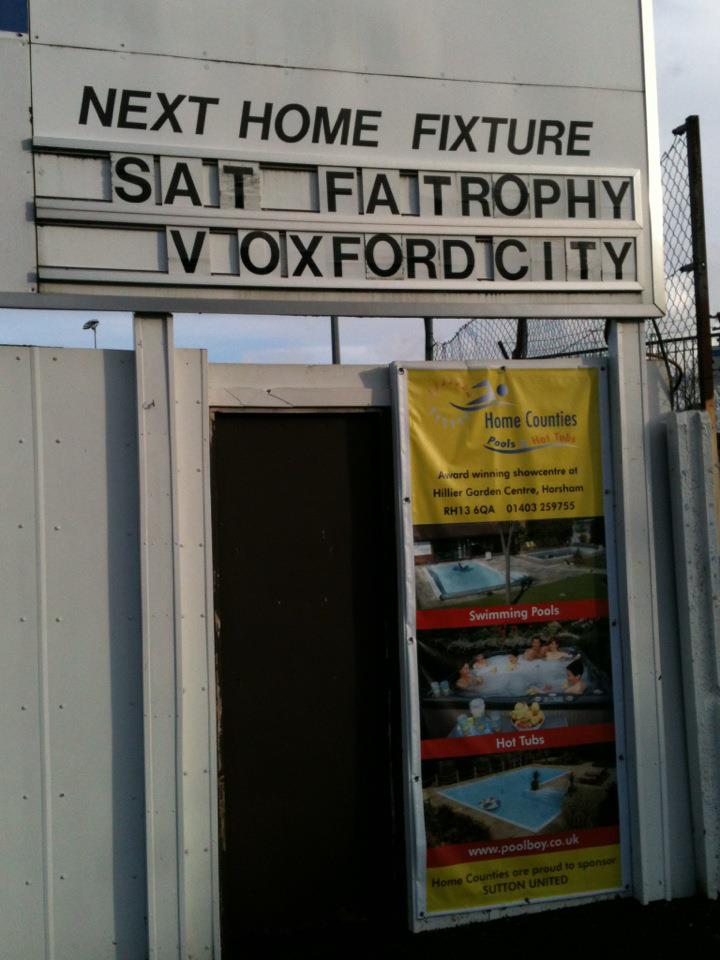 NEXT HOME FIXTURE
SAT FA TROPHY
V OXFORD CITY
Home Counties
Pools & Hot Tubs
Award winning showcentre at
Hillier Garden Centre, Horsham
RH13 6QA 01403 259755
Swimming Pools
Hot Tubs
www.poolboy.co.uk
Home Counties are proud to sponsor
SUTTON UNITED